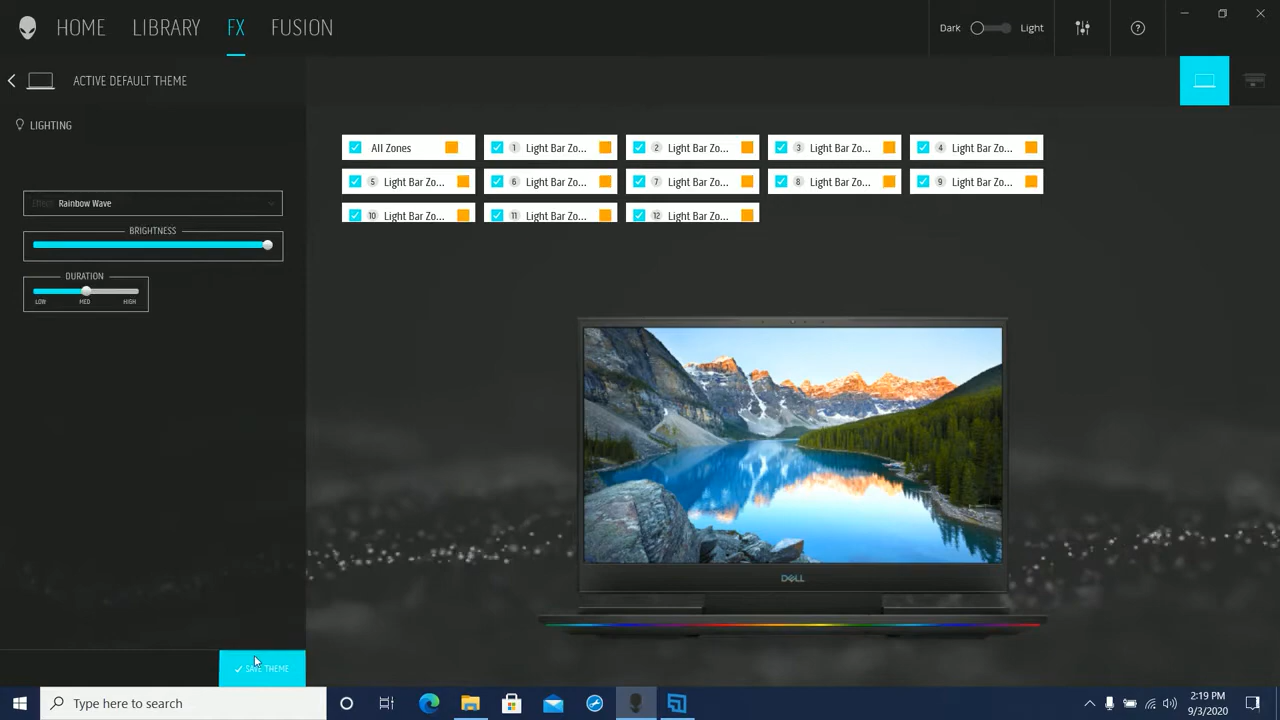 HOME LIBRARY FX FUSION Dark Light ?
ACTIVE DEFAULT THEME
LIGHTING
All Zones 1 Light Bar Zo... 2 Light Bar Zo... 3 Light Bar Zo... 4 Light Bar Zo...
5 Light Bar Zo... 6 Light Bar Zo... 7 Light Bar Zo... 8 Light Bar Zo... 9 Light Bar Zo...
10 Light Bar Zo... 11 Light Bar Zo... 12 Light Bar Zo...
Effect: Rainbow Wave
BRIGHTNESS
DURATION
LOW MED HIGH
DELL
SAVE THEME
Type here to search
2:19 PM
9/3/2020